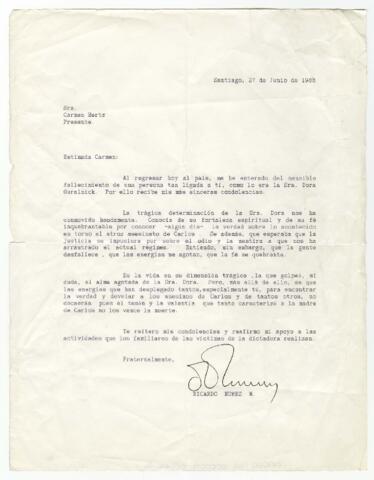 Santiago, 27 de Junio de 1988
Sra.
Carmen Hertz
Presente
Estimada Carmen:
Al regresar hoy al país, me he enterado del sensible
fallecimiento de una persona tan ligada a ti, como lo era la Sra. Dora
Guralnick. Por ello recibe mis más sinceras condolencias.
La trágica determinación de la Sra. Dora nos ha
conmovido hondamente. Conocía de su fortaleza espiritual y de su fé
inquebrantable por conocer -algún día- la verdad sobre lo acontecido
en torno al atroz asesinato de Carlos. Se además, que esperaba que la
justicia se impusiera por sobre el odio y la mentira a que nos ha
arrastrado el actual régimen. Entiendo, sin embargo, que la gente
desfallece, que las energías se agotan, que la fé se quebranta.
Es la vida en su dimensión trágica, la que golpeó, sin
duda, el alma agotada de la Sra. Dora. Pero, más allá de ello, se que
las energías que han desplegado tantos, especialmente tú, para encontrar
la verdad y develar a los asesinos de Carlos y de tantos otros, no
cesarán pues el tesón y la valentía que tanto caracterizó a la madre
de Carlos no los vence la muerte.
Te reitero mis condolencias y reafirmo mi apoyo a las
actividades que los familiares de las víctimas de la dictadura realizan.
Fraternalmente,
RICARDO NUÑEZ M.